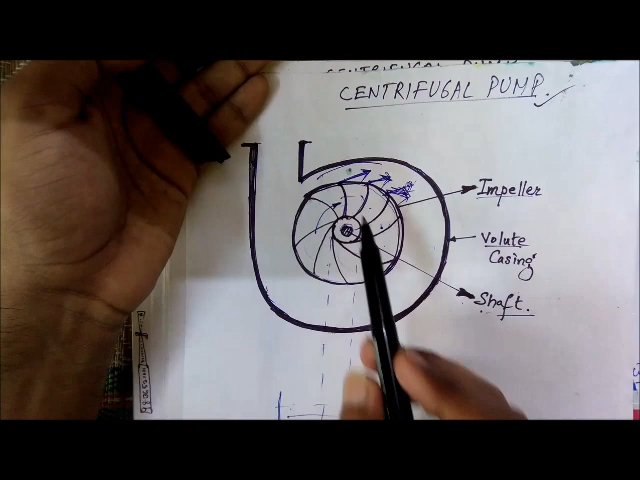 CENTRIFUGAL PUMP.
Impeller
Volute
Casing
Shaft.